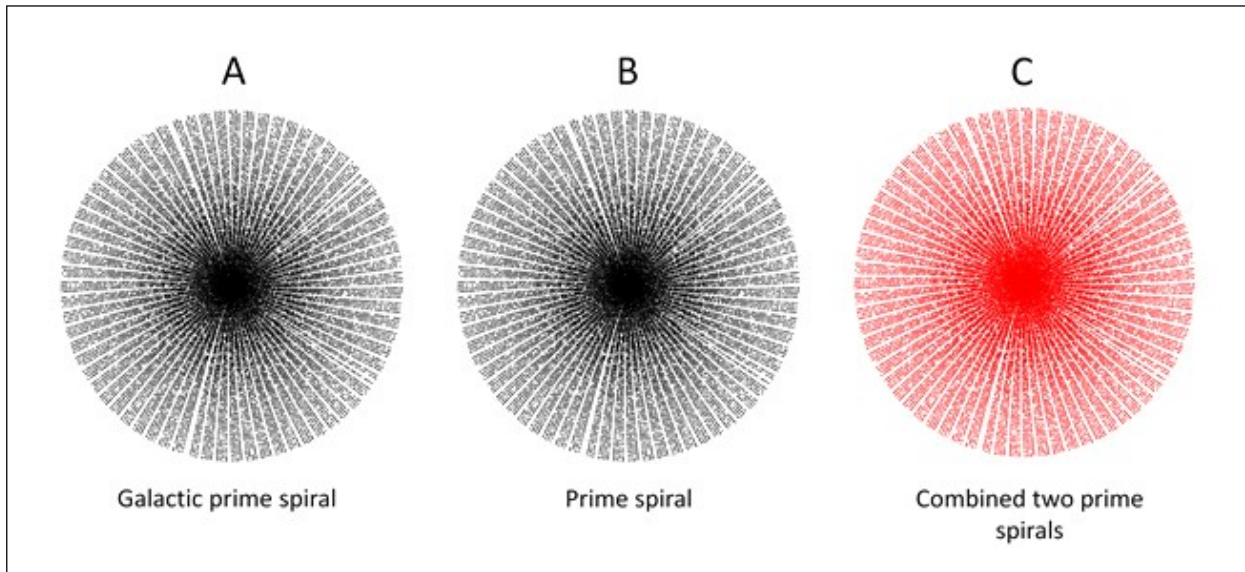 A
B
C
Galactic prime spiral
Prime spiral
Combined two prime
spirals